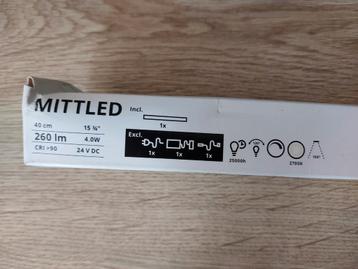 MITTLED
Incl.
1x
40 cm 15 ¾"
260 lm 4.0W
CRI >90 24 V DC
Excl.
1x 1x 1x
25000h
2700K